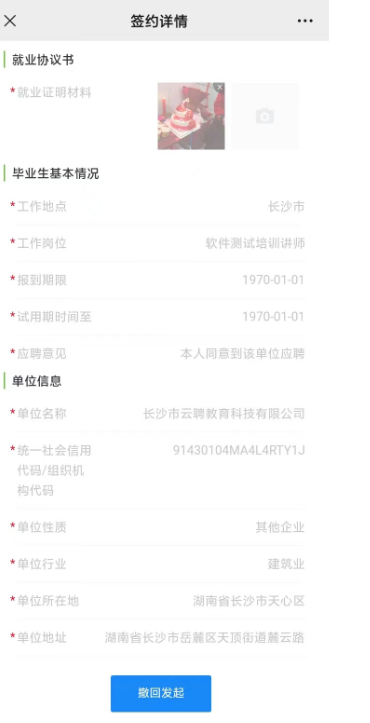 签约详情
就业协议书
*就业证明材料
毕业生基本情况
*工作地点 长沙市
*工作岗位 软件测试培训讲师
*报到期限 1970-01-01
*试用期时间至 1970-01-01
*应聘意见 本人同意到该单位应聘
单位信息
*单位名称 长沙市云聘教育科技有限公司
*统一社会信用 91430104MA4L4RTY1J
代码/组织机
构代码
*单位性质 其他企业
*单位行业 建筑业
*单位所在地 湖南省长沙市天心区
*单位地址 湖南省长沙市岳麓区天顶街道麓云路
撤回发起